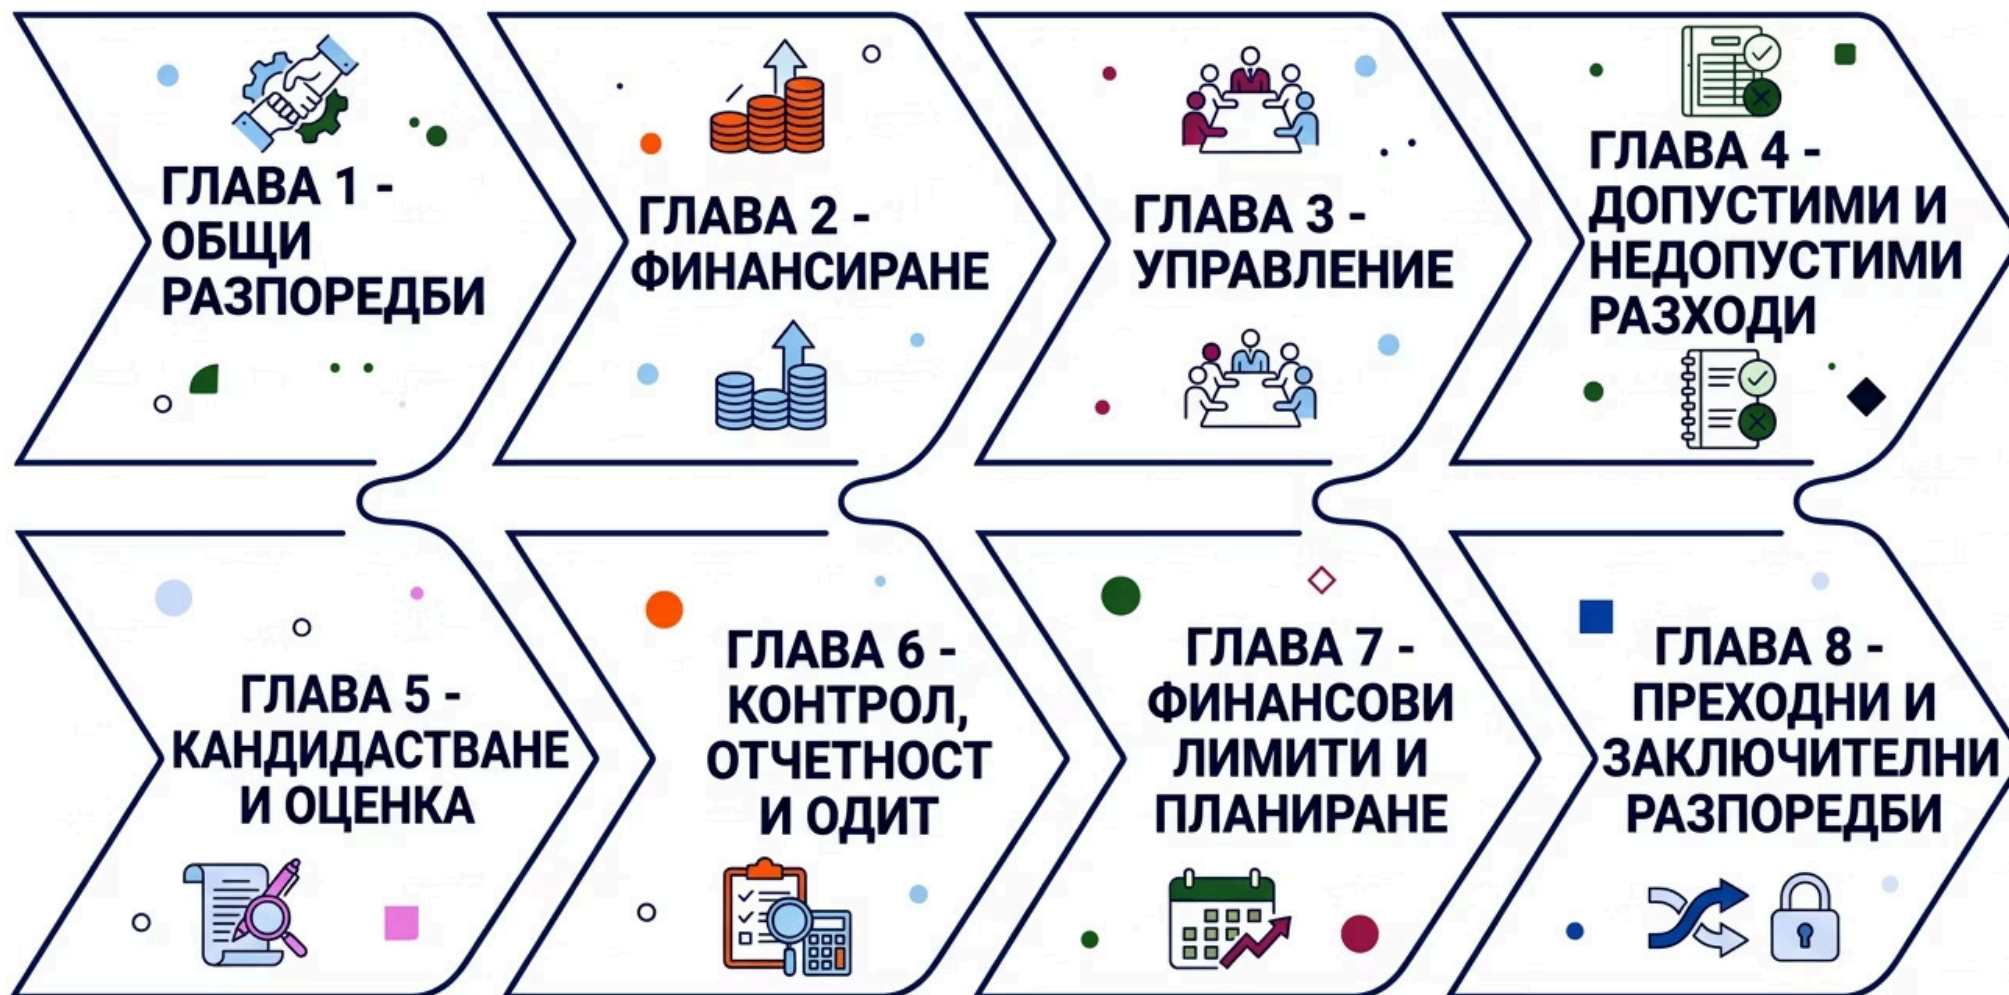 ГЛАВА 1 -
ОБЩИ
РАЗПОРЕДБИ
ГЛАВА 2 -
ФИНАНСИРАНЕ
ГЛАВА 3 -
УПРАВЛЕНИЕ
ГЛАВА 4 -
ДОПУСТИМИ И
НЕДОПУСТИМИ
РАЗХОДИ
ГЛАВА 5 -
КАНДИДАСТВАНЕ
И ОЦЕНКА
ГЛАВА 6 -
КОНТРОЛ,
ОТЧЕТНОСТ
И ОДИТ
ГЛАВА 7 -
ФИНАНСОВИ
ЛИМИТИ И
ПЛАНИРАНЕ
ГЛАВА 8 -
ПРЕХОДНИ И
ЗАКЛЮЧИТЕЛНИ
РАЗПОРЕДБИ